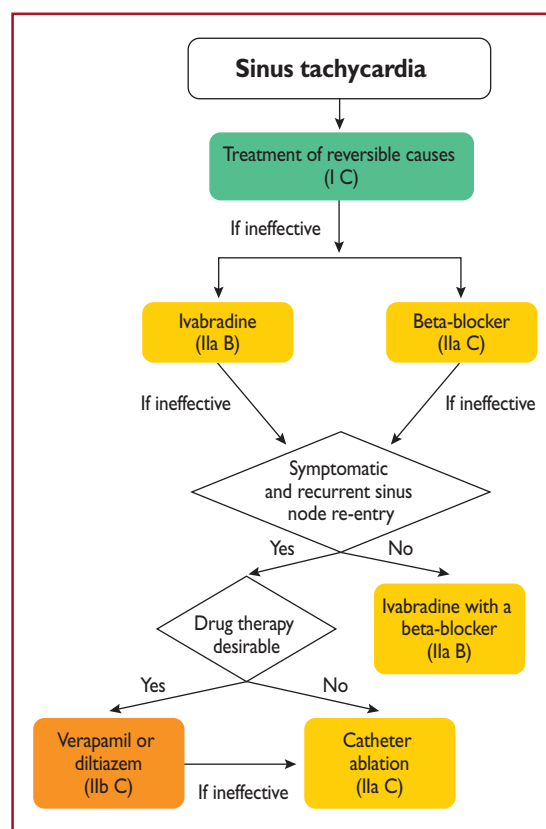 Sinus tachycardia
Treatment of reversible causes
(I C)
If ineffective
Ivabradine
(IIa B)
Beta-blocker
(IIa C)
If ineffective
If ineffective
Symptomatic
and recurrent sinus
node re-entry
Yes
No
Drug therapy
desirable
Ivabradine with a
beta-blocker
(IIa B)
Yes
No
Verapamil or
diltiazem
(IIb C)
If ineffective
Catheter
ablation
(IIa C)